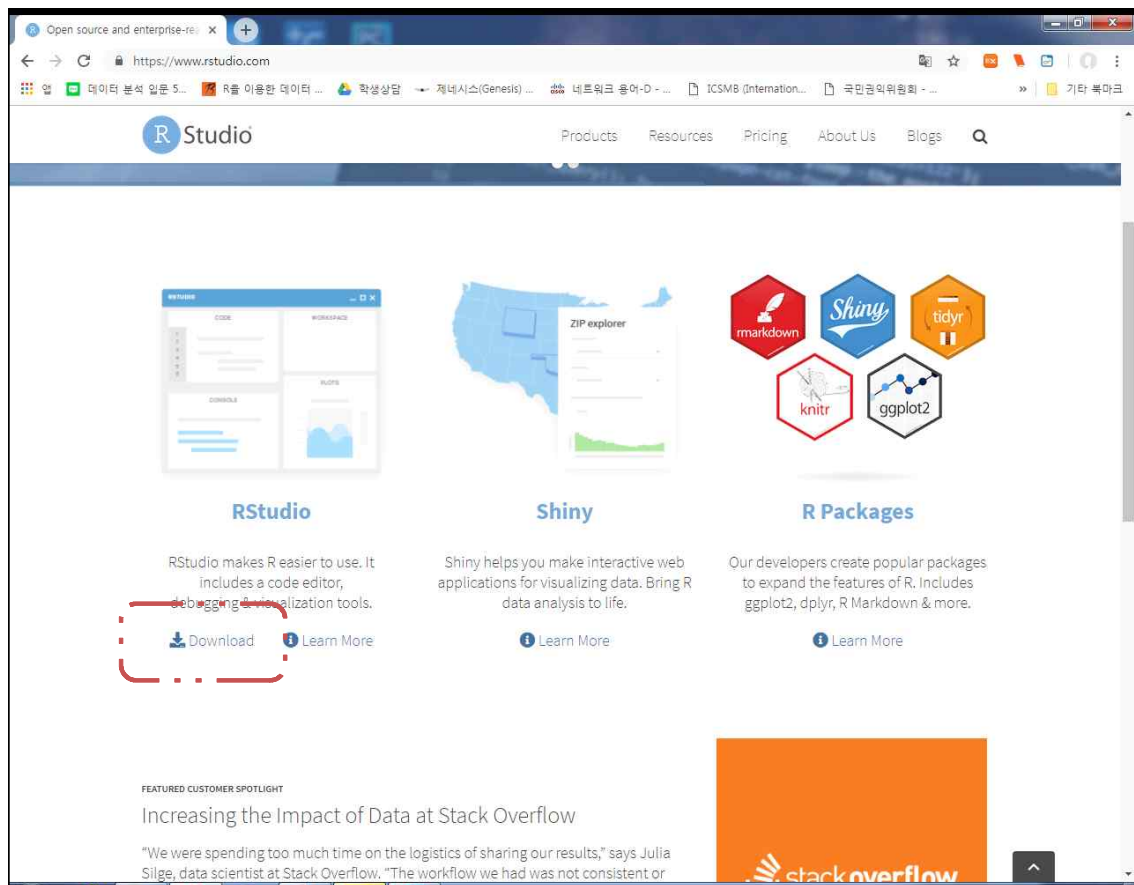 Open source and enterprise-re
https://www.rstudio.com
앱 데이터 분석 입문 5... R을 이용한 데이터 ... 학생상담 제네시스(Genesis) ... 네트워크 용어-D - ... ICSMB (Internation... 국민권익위원회 - ... » 기타 북마크
R Studio
Products Resources Pricing About Us Blogs
RSTUDIO
CODE WORKSPACE
PLOTS
CONSOLE
ZIP explorer
rmarkdown Shiny tidyr
knitr ggplot2
RStudio
RStudio makes R easier to use. It
includes a code editor,
debugging & visualization tools.
Download Learn More
Shiny
Shiny helps you make interactive web
applications for visualizing data. Bring R
data analysis to life.
Learn More
R Packages
Our developers create popular packages
to expand the features of R. Includes
ggplot2, dplyr, R Markdown & more.
Learn More
FEATURED CUSTOMER SPOTLIGHT
Increasing the Impact of Data at Stack Overflow
“We were spending too much time on the logistics of sharing our results,” says Julia
Silge, data scientist at Stack Overflow. “The workflow we had was not consistent or
stack overflow